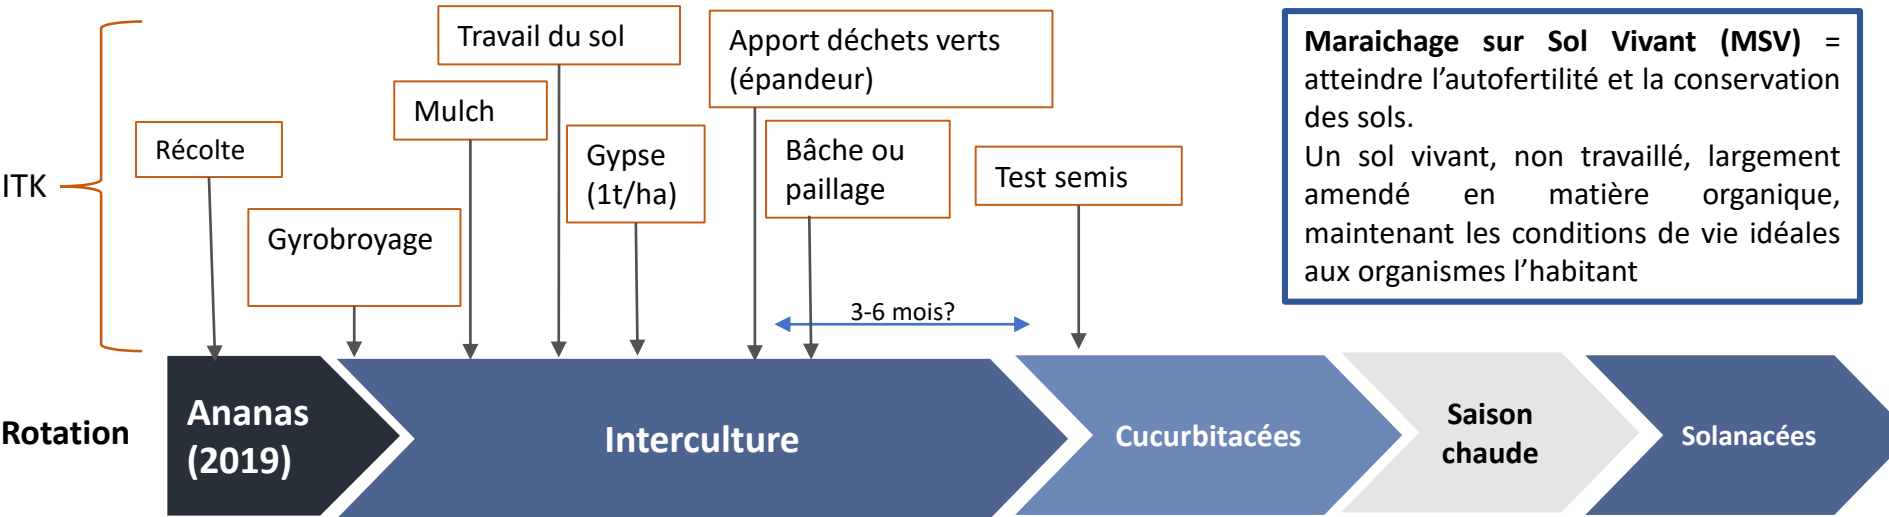 Travail du sol
Apport déchets verts
(épandeur)
Mulch
Récolte
Gypse
(1t/ha)
Bâche ou
paillage
Test semis
ITK
Gyrobroyage
3-6 mois?
Maraichage sur Sol Vivant (MSV) =
atteindre l’autofertilité et la conservation
des sols.
Un sol vivant, non travaillé, largement
amendé en matière organique,
maintenant les conditions de vie idéales
aux organismes l’habitant
Rotation
Ananas
(2019)
Interculture
Cucurbitacées
Saison
chaude
Solanacées